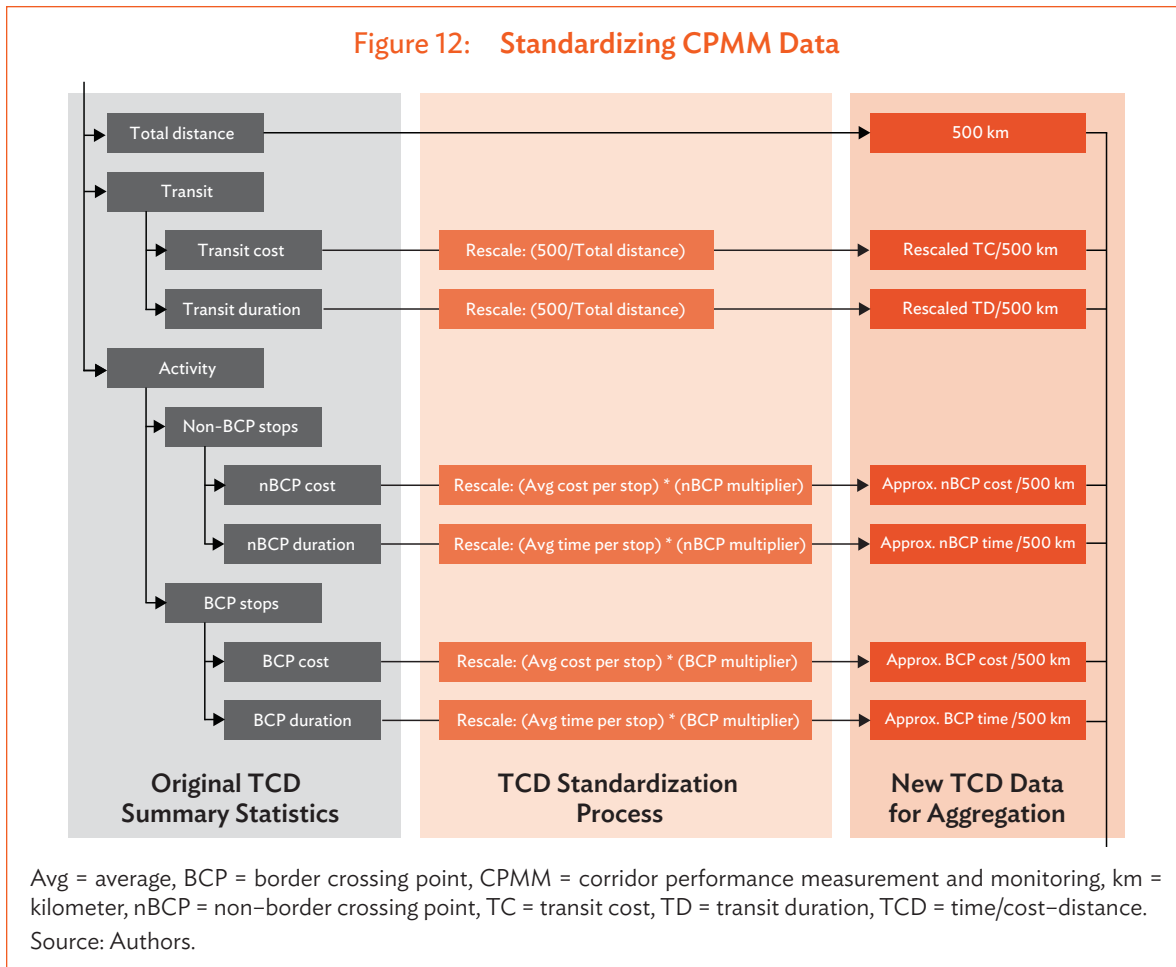 Figure 12: Standardizing CPMM Data
Total distance
500 km
Transit
Transit cost
Rescale: (500/Total distance)
Rescaled TC/500 km
Transit duration
Rescale: (500/Total distance)
Rescaled TD/500 km
Activity
Non-BCP stops
nBCP cost
Rescale: (Avg cost per stop) * (nBCP multiplier)
Approx. nBCP cost /500 km
nBCP duration
Rescale: (Avg time per stop) * (nBCP multiplier)
Approx. nBCP time /500 km
BCP stops
BCP cost
Rescale: (Avg cost per stop) * (BCP multiplier)
Approx. BCP cost /500 km
BCP duration
Rescale: (Avg time per stop) * (BCP multiplier)
Approx. BCP time /500 km
Original TCD
Summary Statistics
TCD Standardization
Process
New TCD Data
for Aggregation
Avg = average, BCP = border crossing point, CPMM = corridor performance measurement and monitoring, km =
kilometer, nBCP = non–border crossing point, TC = transit cost, TD = transit duration, TCD = time/cost–distance.
Source: Authors.